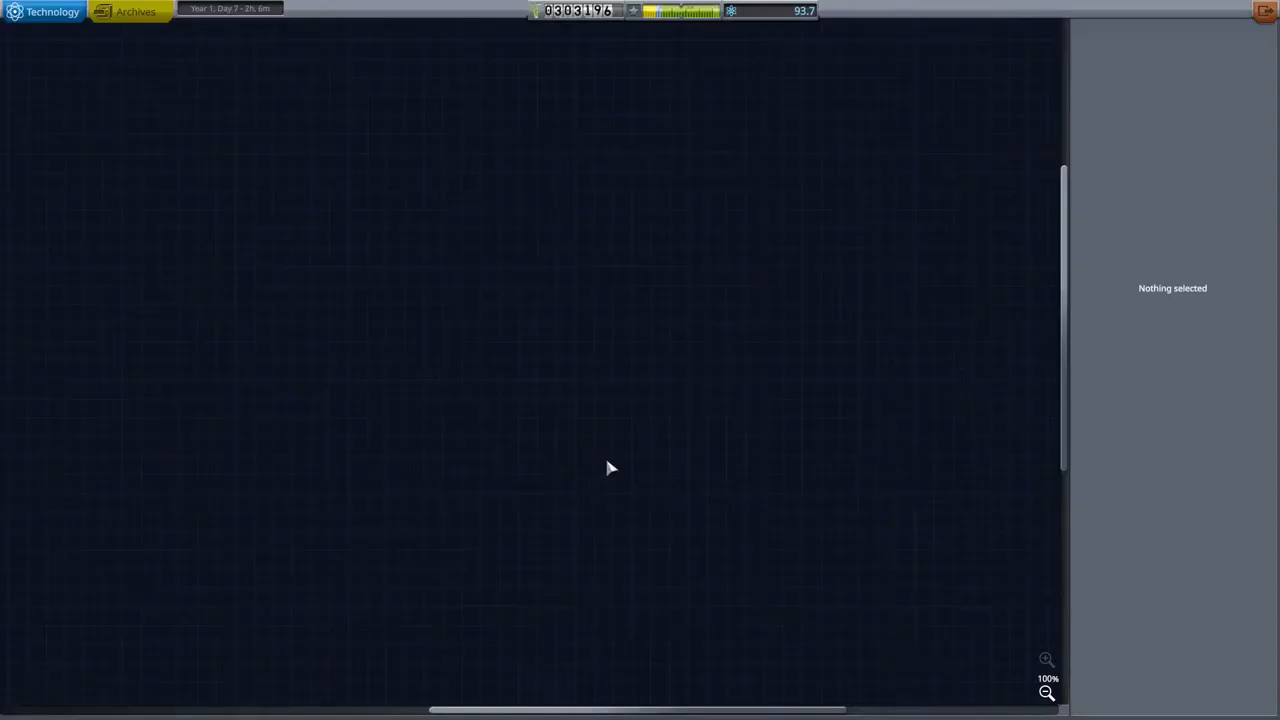 Technology
Archives
Year 1, Day 7 - 2h, 6m
0303196
93.7
Nothing selected
100%